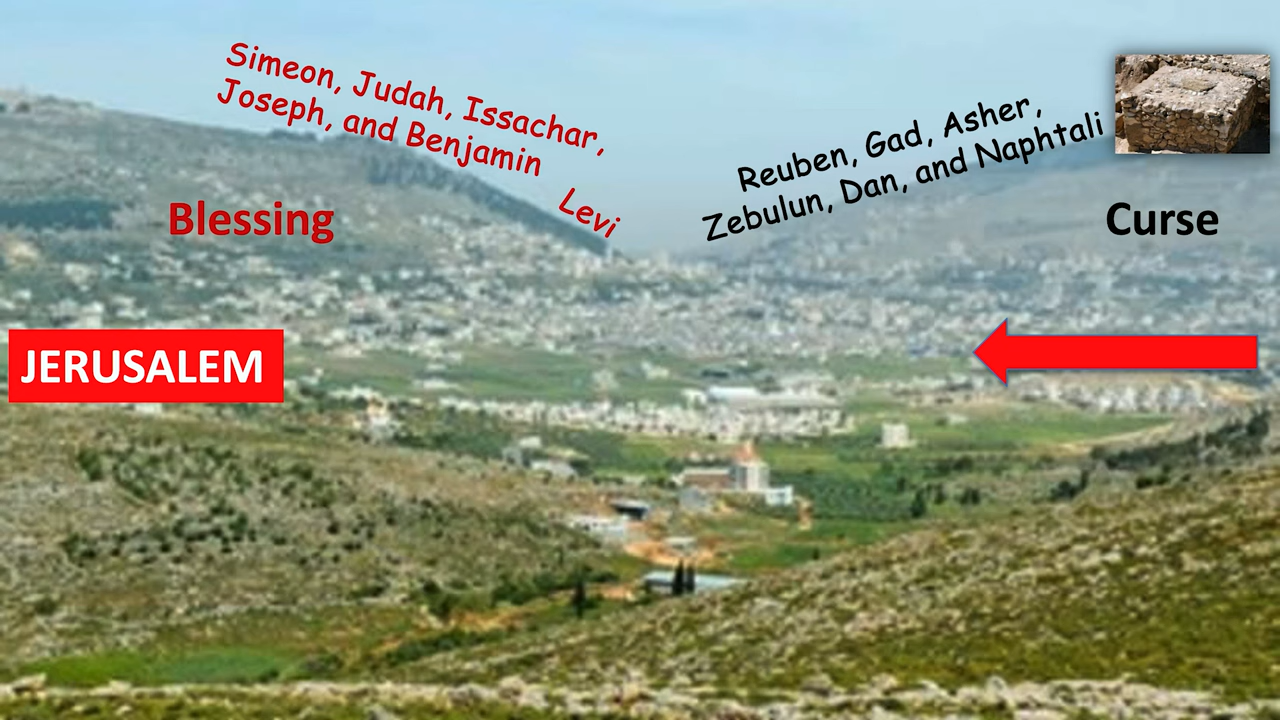 Simeon, Judah, Issachar,
Joseph, and Benjamin
Levi
Reuben, Gad, Asher,
Zebulun, Dan, and Naphtali
Blessing
Curse
JERUSALEM